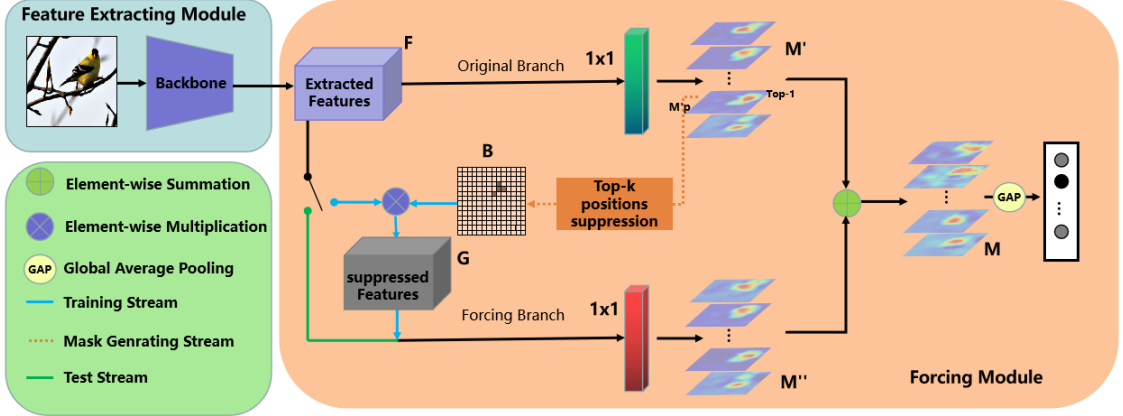 Feature Extracting Module
Backbone
F
Extracted
Features
Original Branch
1x1
M'
M'p
Top-1
B
Top-k
positions
suppression
G
suppressed
Features
Forcing Branch
1x1
M''
M
GAP
Forcing Module
Element-wise Summation
Element-wise Multiplication
GAP
Global Average Pooling
Training Stream
Mask Genrating Stream
Test Stream